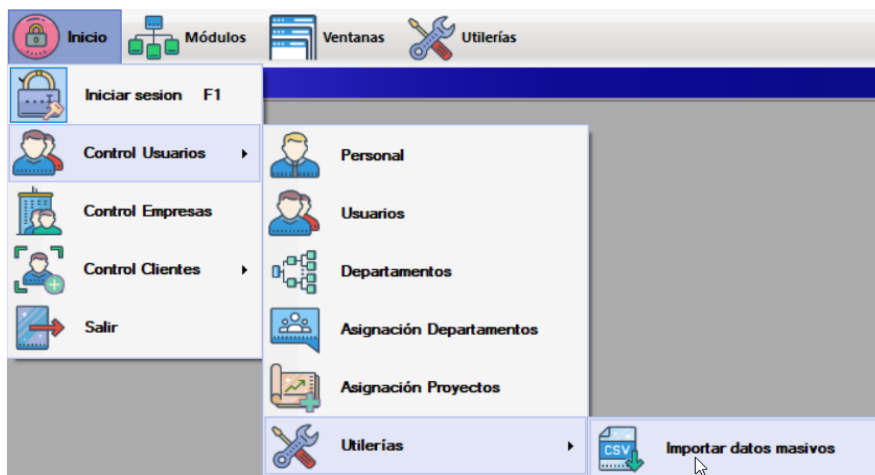 Inicio
Módulos
Ventanas
Utilerías
Iniciar sesion F1
Control Usuarios
Control Empresas
Control Clientes
Salir
Personal
Usuarios
Departamentos
Asignación Departamentos
Asignación Proyectos
Utilerías
CSV
Importar datos masivos